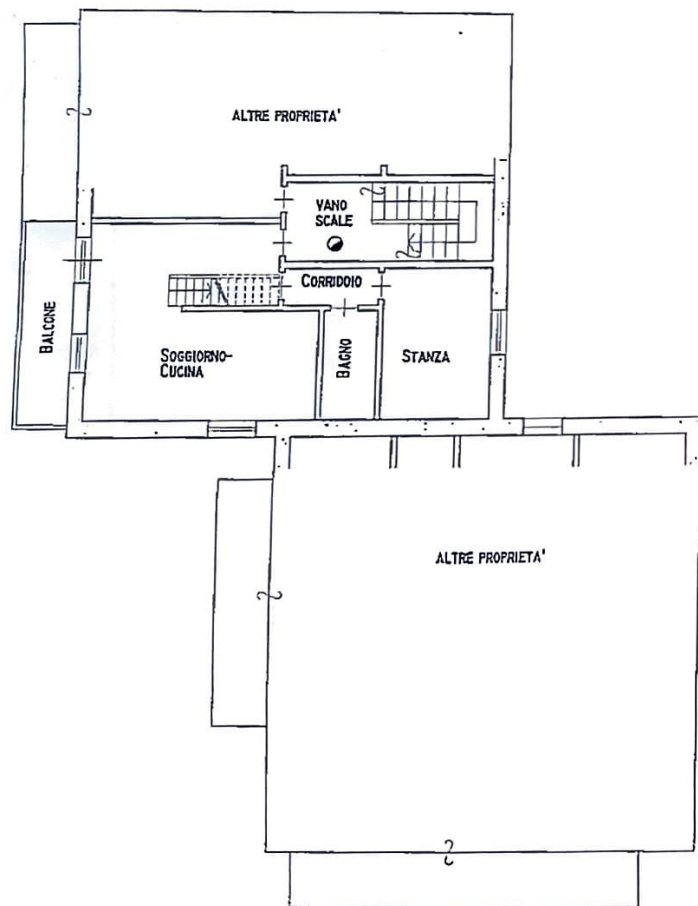 ALTRE PROPRIETA'
VANO
SCALE
CORRIDOIO
BALCONE
SOGGIORNO-
CUCINA
BAGNO
STANZA
ALTRE PROPRIETA'